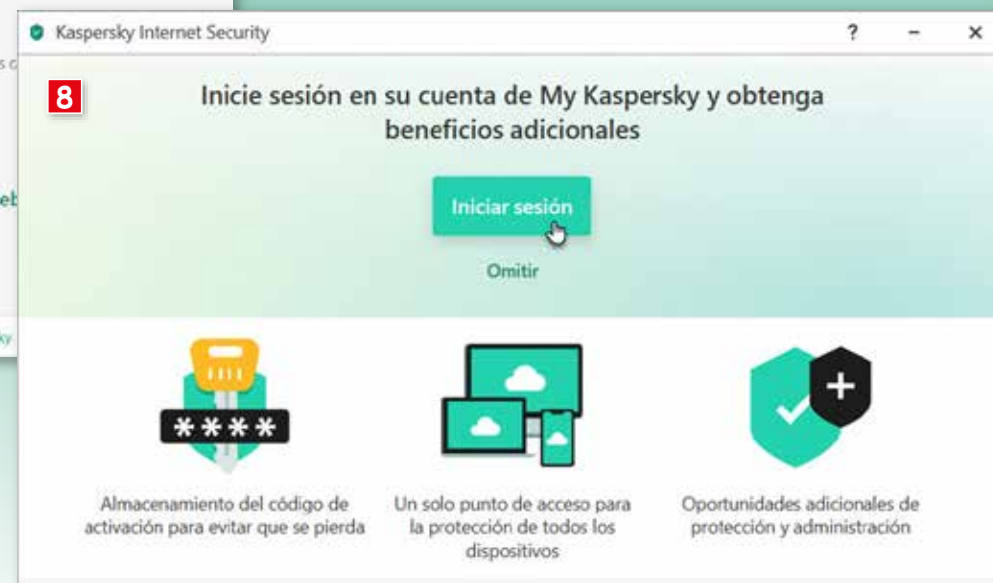 Kaspersky Internet Security
?
8
Inicie sesión en su cuenta de My Kaspersky y obtenga
beneficios adicionales
Iniciar sesión
Omitir
****
Almacenamiento del código de
activación para evitar que se pierda
Un solo punto de acceso para
la protección de todos los
dispositivos
Oportunidades adicionales de
protección y administración